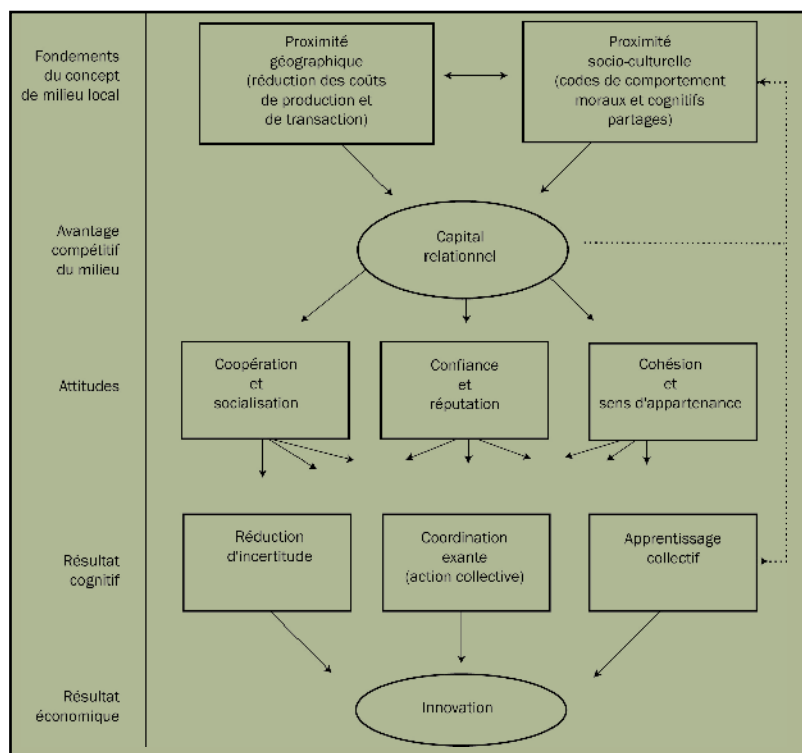 Fondements
du concept
de milieu local
Proximité
géographique
(réduction des coûts
de production et
de transaction)
Proximité
socio-culturelle
(codes de comportement
moraux et cognitifs
partages)
Avantage
compétitif
du milieu
Capital
relationnel
Attitudes
Coopération
et
socialisation
Confiance
et
réputation
Cohésion
et
sens d'appartenance
Résultat
cognitif
Réduction
d'incertitude
Coordination
exante
(action collective)
Apprentissage
collectif
Résultat
économique
Innovation